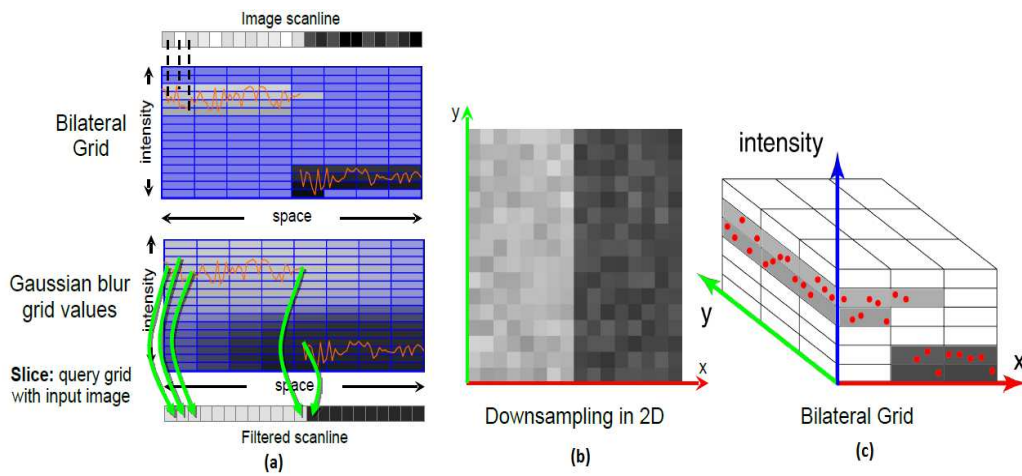 Image scanline
Bilateral
Grid
intensity
space
Gaussian blur
grid values
intensity
Slice: query grid
with input image
space
Filtered scanline
(a)
y
x
Downsampling in 2D
(b)
intensity
y
x
Bilateral Grid
(c)